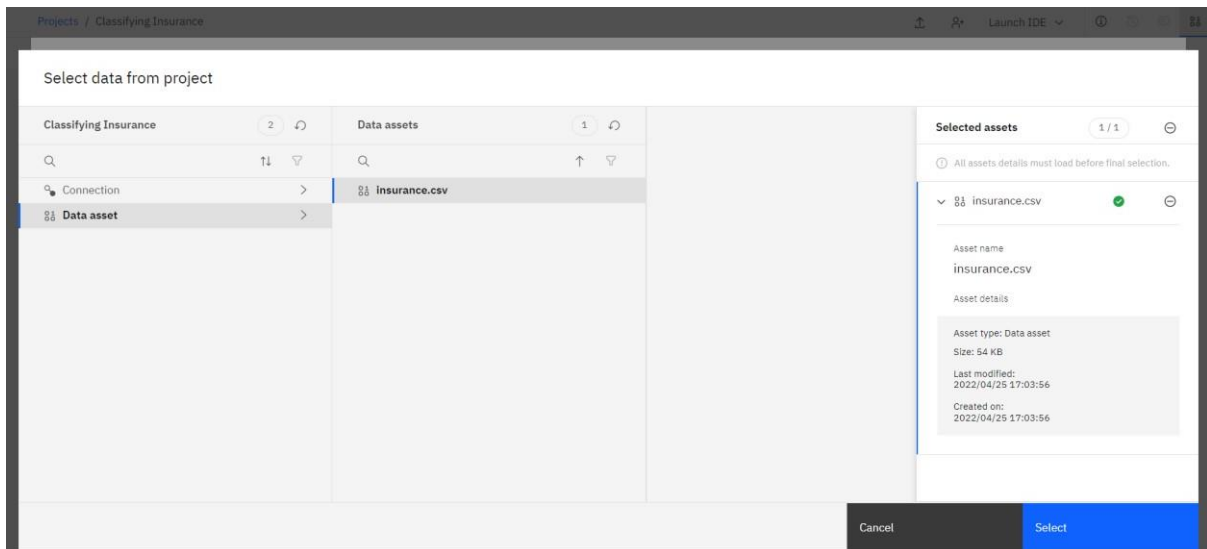 Projects / Classifying Insurance
Launch IDE
Select data from project
Classifying Insurance
2
Data assets
1
Selected assets
1 / 1
All assets details must load before final selection.
Connection
Data asset
insurance.csv
insurance.csv
Asset name
insurance.csv
Asset details
Asset type: Data asset
Size: 54 KB
Last modified:
2022/04/25 17:03:56
Created on:
2022/04/25 17:03:56
Cancel
Select